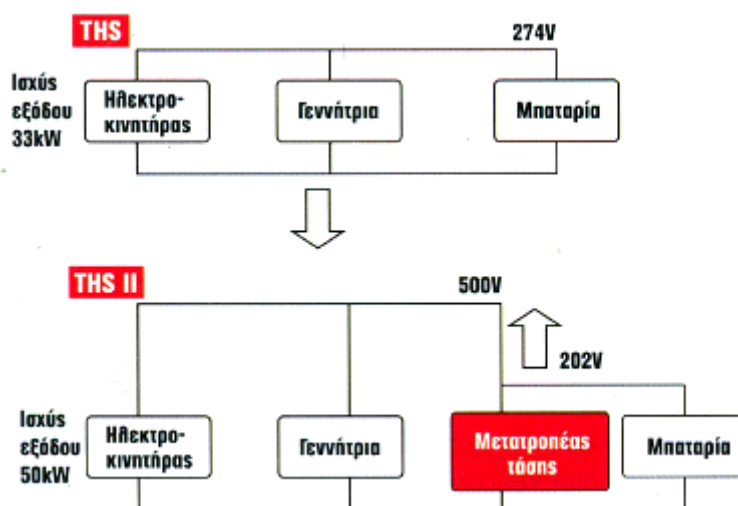 THS
274V
Ισχύς
εξόδου
33kW
Ηλεκτρο-
κινητήρας
Γεννήτρια
Μπαταρία
THS II
500V
202V
Ισχύς
εξόδου
50kW
Ηλεκτρο-
κινητήρας
Γεννήτρια
Μετατροπέας
τάσης
Μπαταρία